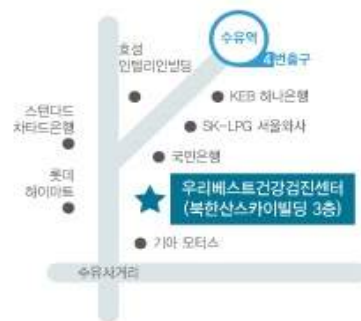 수유역
4번출구
효성
인텔리안빌딩
KEB 하나은행
스탠다드
차타드은행
SK-LPG 서울와사
국민은행
롯데
하이마트
우리베스트건강검진센터
(북한산스카이빌딩 3층)
기아 모터스
수유사거리